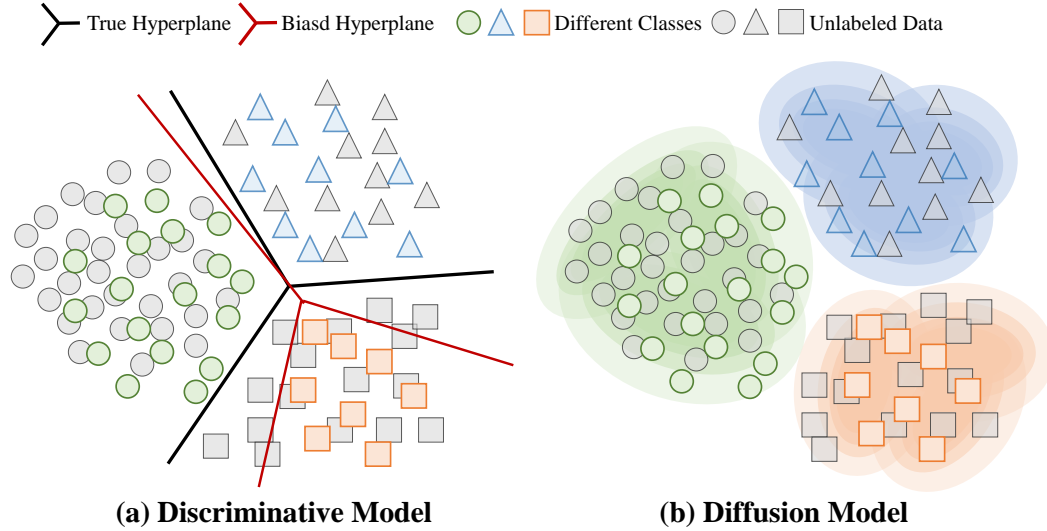 True Hyperplane Biasd Hyperplane Different Classes Unlabeled Data
(a) Discriminative Model (b) Diffusion Model